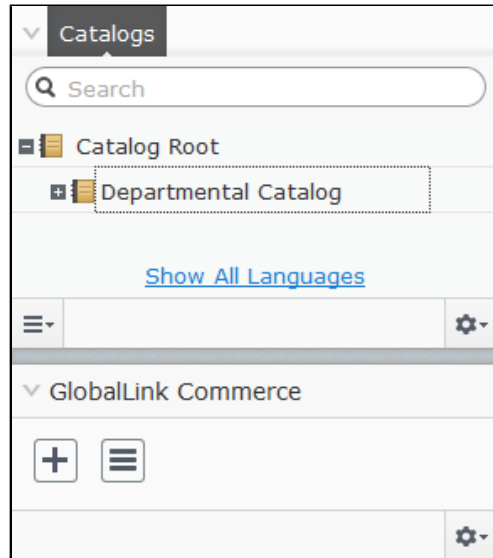 Catalogs
Search
Catalog Root
Departmental Catalog
Show All Languages
GlobalLink Commerce